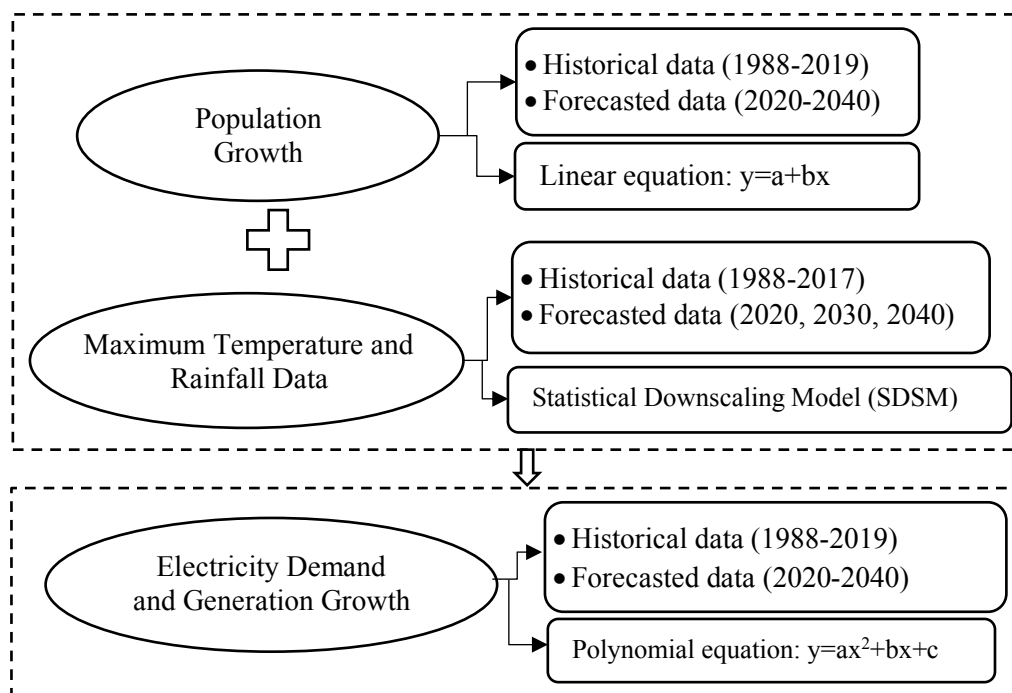 Population
Growth
• Historical data (1988-2019)
• Forecasted data (2020-2040)
Linear equation: y=a+bx
Maximum Temperature and
Rainfall Data
• Historical data (1988-2017)
• Forecasted data (2020, 2030, 2040)
Statistical Downscaling Model (SDSM)
Electricity Demand
and Generation Growth
• Historical data (1988-2019)
• Forecasted data (2020-2040)
Polynomial equation: y=ax²+bx+c